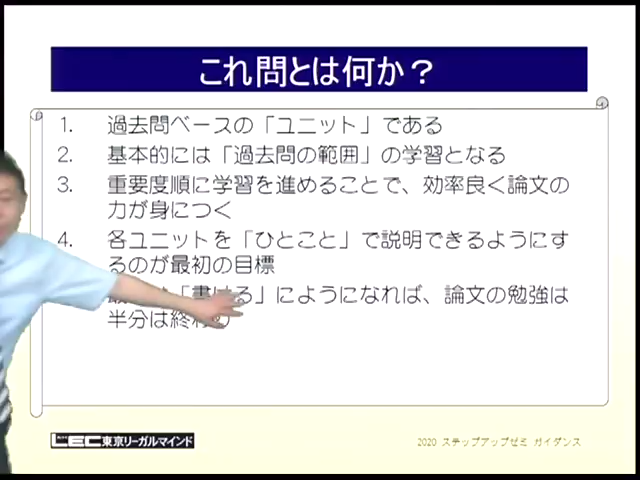 これ問とは何か？
1. 過去問ベースの「ユニット」である
2. 基本的には「過去問の範囲」の学習となる
3. 重要度順に学習を進めることで、効率良く論文の
力が身につく
4. 各ユニットを「ひとこと」で説明できるようにす
るのが最初の目標
「書ける」にようになれば、論文の勉強は
半分は終わり
LEC東京リーガルマインド
2020 ステップアップゼミ ガイダンス